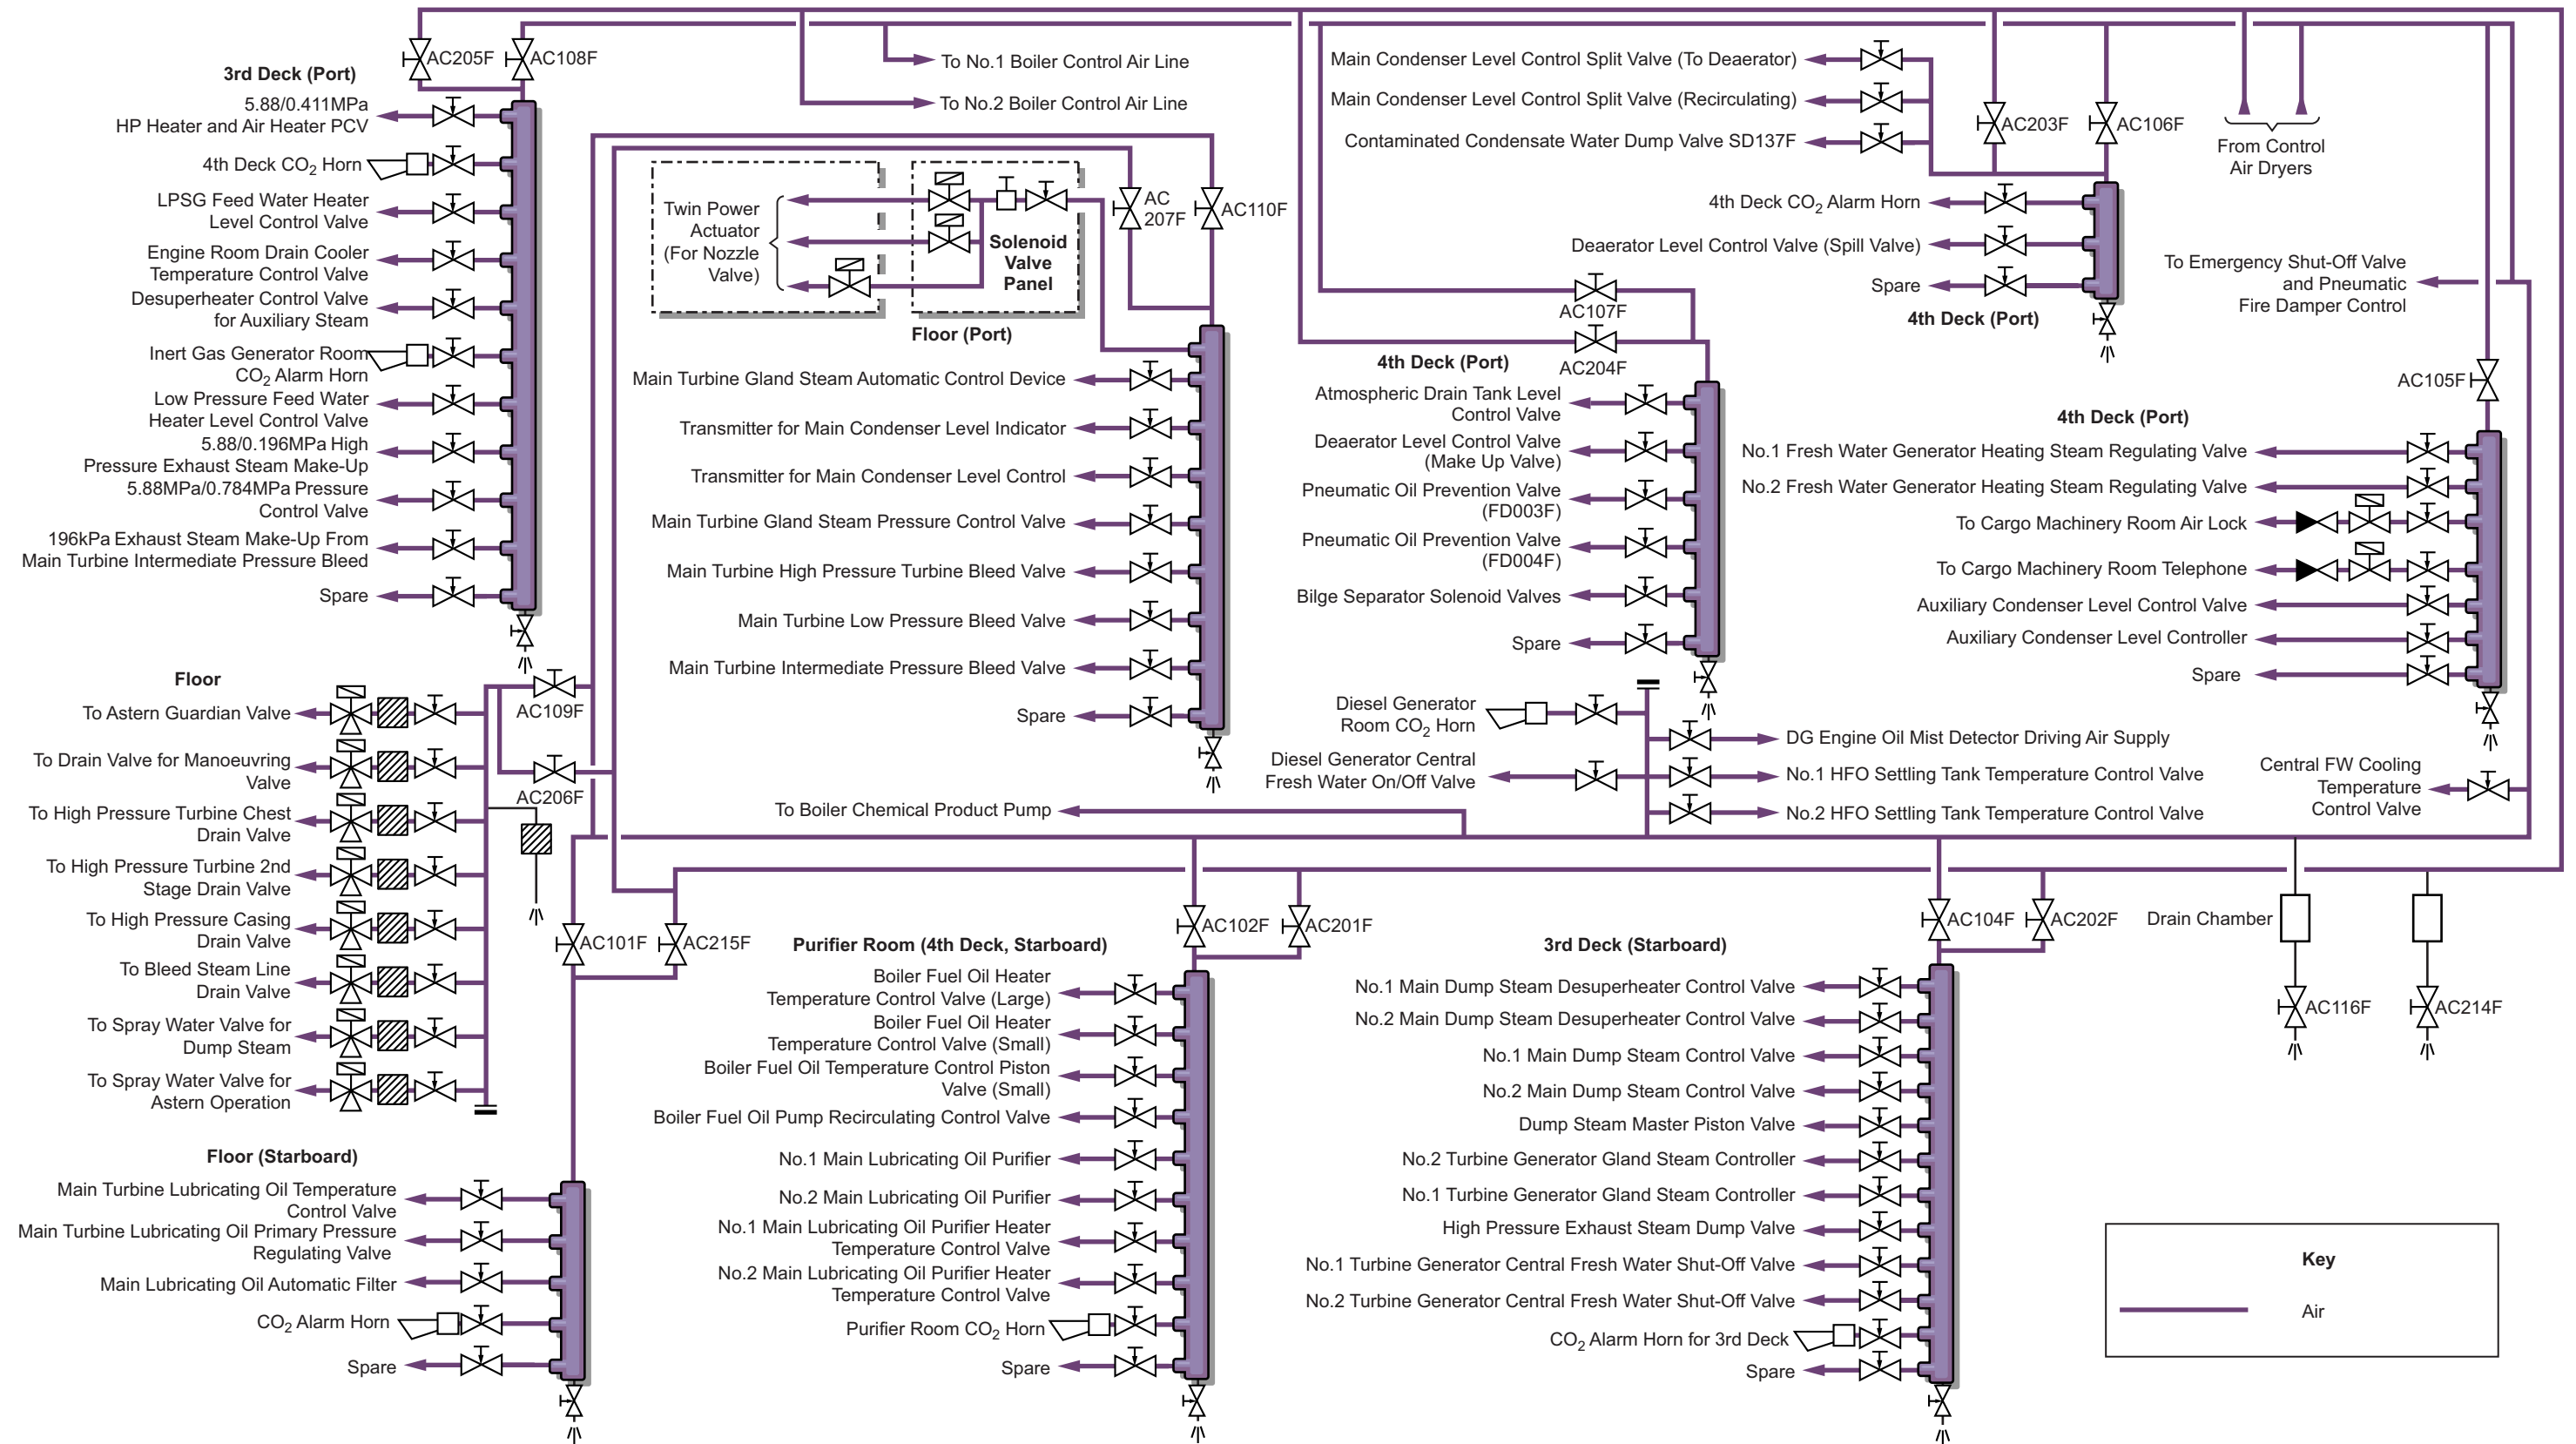 AC205F
AC108F
3rd Deck (Port)
5.88/0.411MPa
HP Heater and Air Heater PCV
4th Deck CO2 Horn
LPSG Feed Water Heater
Level Control Valve
Engine Room Drain Cooler
Temperature Control Valve
Desuperheater Control Valve
for Auxiliary Steam
Inert Gas Generator Room
CO2 Alarm Horn
Low Pressure Feed Water
Heater Level Control Valve
5.88/0.196MPa High
Pressure Exhaust Steam Make-Up
5.88MPa/0.784MPa Pressure
Control Valve
196kPa Exhaust Steam Make-Up From
Main Turbine Intermediate Pressure Bleed
Spare
To No.1 Boiler Control Air Line
To No.2 Boiler Control Air Line
Twin Power
Actuator
(For Nozzle
Valve)
Solenoid
Valve
Panel
AC
207F
AC110F
Floor (Port)
Main Turbine Gland Steam Automatic Control Device
Transmitter for Main Condenser Level Indicator
Transmitter for Main Condenser Level Control
Main Turbine Gland Steam Pressure Control Valve
Main Turbine High Pressure Turbine Bleed Valve
Main Turbine Low Pressure Bleed Valve
Main Turbine Intermediate Pressure Bleed Valve
Spare
Main Condenser Level Control Split Valve (To Deaerator)
Main Condenser Level Control Split Valve (Recirculating)
Contaminated Condensate Water Dump Valve SD137F
AC203F
AC106F
From Control
Air Dryers
4th Deck CO2 Alarm Horn
Deaerator Level Control Valve (Spill Valve)
Spare
4th Deck (Port)
To Emergency Shut-Off Valve
and Pneumatic
Fire Damper Control
AC107F
AC204F
4th Deck (Port)
Atmospheric Drain Tank Level
Control Valve
Deaerator Level Control Valve
(Make Up Valve)
Pneumatic Oil Prevention Valve
(FD003F)
Pneumatic Oil Prevention Valve
(FD004F)
Bilge Separator Solenoid Valves
Spare
AC105F
4th Deck (Port)
No.1 Fresh Water Generator Heating Steam Regulating Valve
No.2 Fresh Water Generator Heating Steam Regulating Valve
To Cargo Machinery Room Air Lock
To Cargo Machinery Room Telephone
Auxiliary Condenser Level Control Valve
Auxiliary Condenser Level Controller
Spare
Floor
AC109F
AC206F
To Astern Guardian Valve
To Drain Valve for Manoeuvring
Valve
To High Pressure Turbine Chest
Drain Valve
To High Pressure Turbine 2nd
Stage Drain Valve
To High Pressure Casing
Drain Valve
To Bleed Steam Line
Drain Valve
To Spray Water Valve for
Dump Steam
To Spray Water Valve for
Astern Operation
Diesel Generator
Room CO2 Horn
Diesel Generator Central
Fresh Water On/Off Valve
To Boiler Chemical Product Pump
DG Engine Oil Mist Detector Driving Air Supply
No.1 HFO Settling Tank Temperature Control Valve
No.2 HFO Settling Tank Temperature Control Valve
Central FW Cooling
Temperature
Control Valve
AC101F
AC215F
Floor (Starboard)
Main Turbine Lubricating Oil Temperature
Control Valve
Main Turbine Lubricating Oil Primary Pressure
Regulating Valve
Main Lubricating Oil Automatic Filter
CO2 Alarm Horn
Spare
AC102F
AC201F
Purifier Room (4th Deck, Starboard)
Boiler Fuel Oil Heater
Temperature Control Valve (Large)
Boiler Fuel Oil Heater
Temperature Control Valve (Small)
Boiler Fuel Oil Temperature Control Piston
Valve (Small)
Boiler Fuel Oil Pump Recirculating Control Valve
No.1 Main Lubricating Oil Purifier
No.2 Main Lubricating Oil Purifier
No.1 Main Lubricating Oil Purifier Heater
Temperature Control Valve
No.2 Main Lubricating Oil Purifier Heater
Temperature Control Valve
Purifier Room CO2 Horn
Spare
AC104F
AC202F
3rd Deck (Starboard)
No.1 Main Dump Steam Desuperheater Control Valve
No.2 Main Dump Steam Desuperheater Control Valve
No.1 Main Dump Steam Control Valve
No.2 Main Dump Steam Control Valve
Dump Steam Master Piston Valve
No.2 Turbine Generator Gland Steam Controller
No.1 Turbine Generator Gland Steam Controller
High Pressure Exhaust Steam Dump Valve
No.1 Turbine Generator Central Fresh Water Shut-Off Valve
No.2 Turbine Generator Central Fresh Water Shut-Off Valve
CO2 Alarm Horn for 3rd Deck
Spare
Drain Chamber
AC116F
AC214F
Key
Air